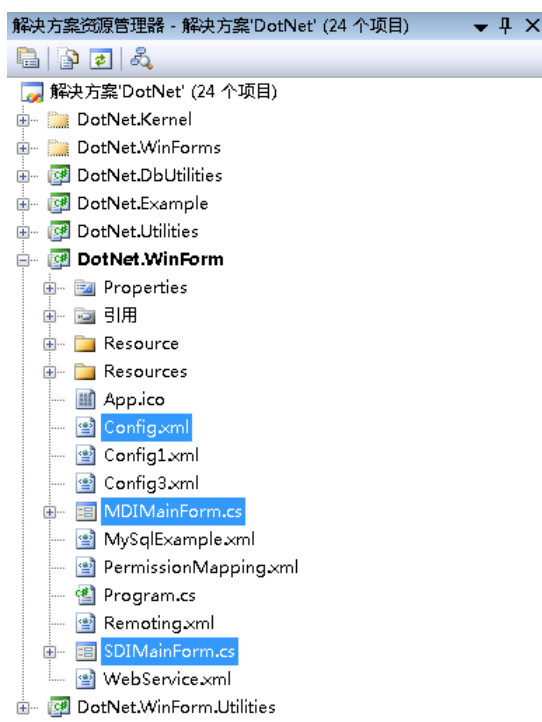 解决方案资源管理器 - 解决方案'DotNet' (24 个项目)
解决方案'DotNet' (24 个项目)
DotNet.Kernel
DotNet.WinForms
DotNet.DbUtilities
DotNet.Example
DotNet.Utilities
DotNet.WinForm
Properties
引用
Resource
Resources
App.ico
Config.xml
Config1.xml
Config3.xml
MDIMainForm.cs
MySqlExample.xml
PermissionMapping.xml
Program.cs
Remoting.xml
SDIMainForm.cs
WebService.xml
DotNet.WinForm.Utilities